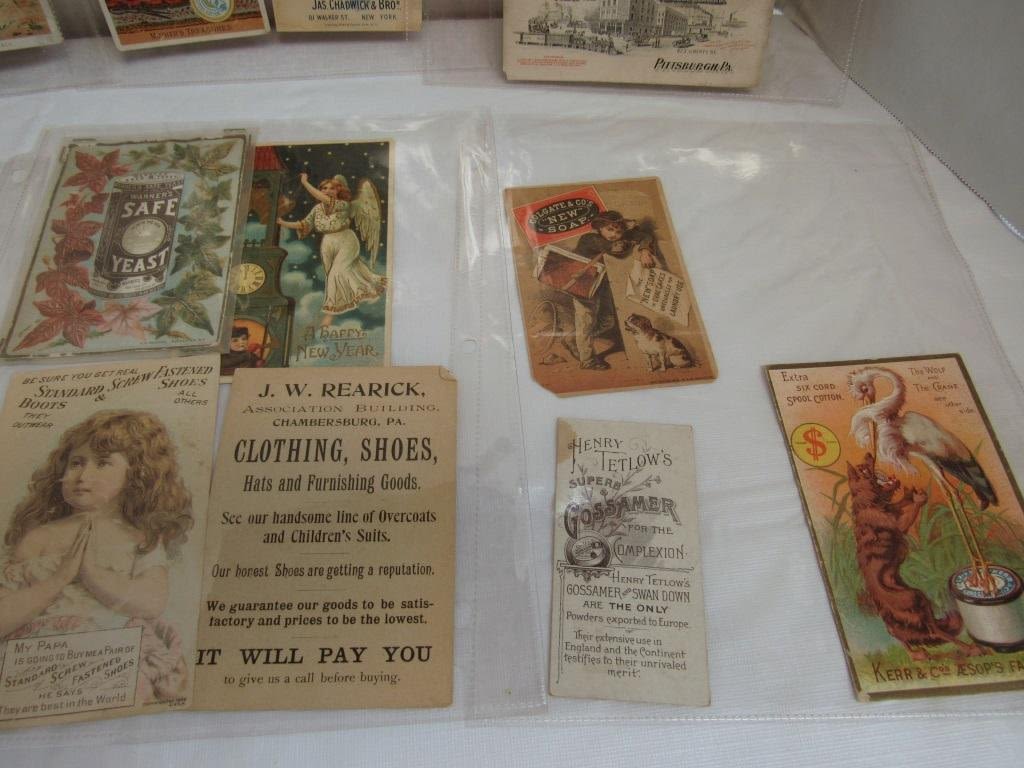 JAS. CHADWICK & BRO.
81 WALKER ST. NEW YORK
PITTSBURGH, PA.
WARNER'S
SAFE
YEAST
A HAPPY
NEW YEAR.
COLGATE & CO'S
"NEW"
SOAP
BE SURE YOU GET REAL
STANDARD SCREW FASTENED
BOOTS & SHOES
THEY ALL
OUTWEAR OTHERS
MY PAPA
IS GOING TO BUY ME A PAIR OF
STANDARD SCREW
FASTENED SHOES
HE SAYS
They are best in the World
J. W. REARICK,
ASSOCIATION BUILDING,
CHAMBERSBURG, PA.
CLOTHING, SHOES,
Hats and Furnishing Goods.
See our handsome line of Overcoats
and Children's Suits.
Our honest Shoes are getting a reputation.
We guarantee our goods to be satis-
factory and prices to be the lowest.
IT WILL PAY YOU
to give us a call before buying.
HENRY
TETLOW'S
SUPERB
GOSSAMER
FOR THE
COMPLEXION.
HENRY TETLOW'S
GOSSAMER AND SWAN DOWN
ARE THE ONLY
Powders exported to Europe.
Their extensive use in
England and the Continent
testifies to their unrivaled
merit.
Extra
SIX CORD
SPOOL COTTON.
The WOLF and
The CRANE
see other
side.
$
KERR & COS ÆSOP'S FA